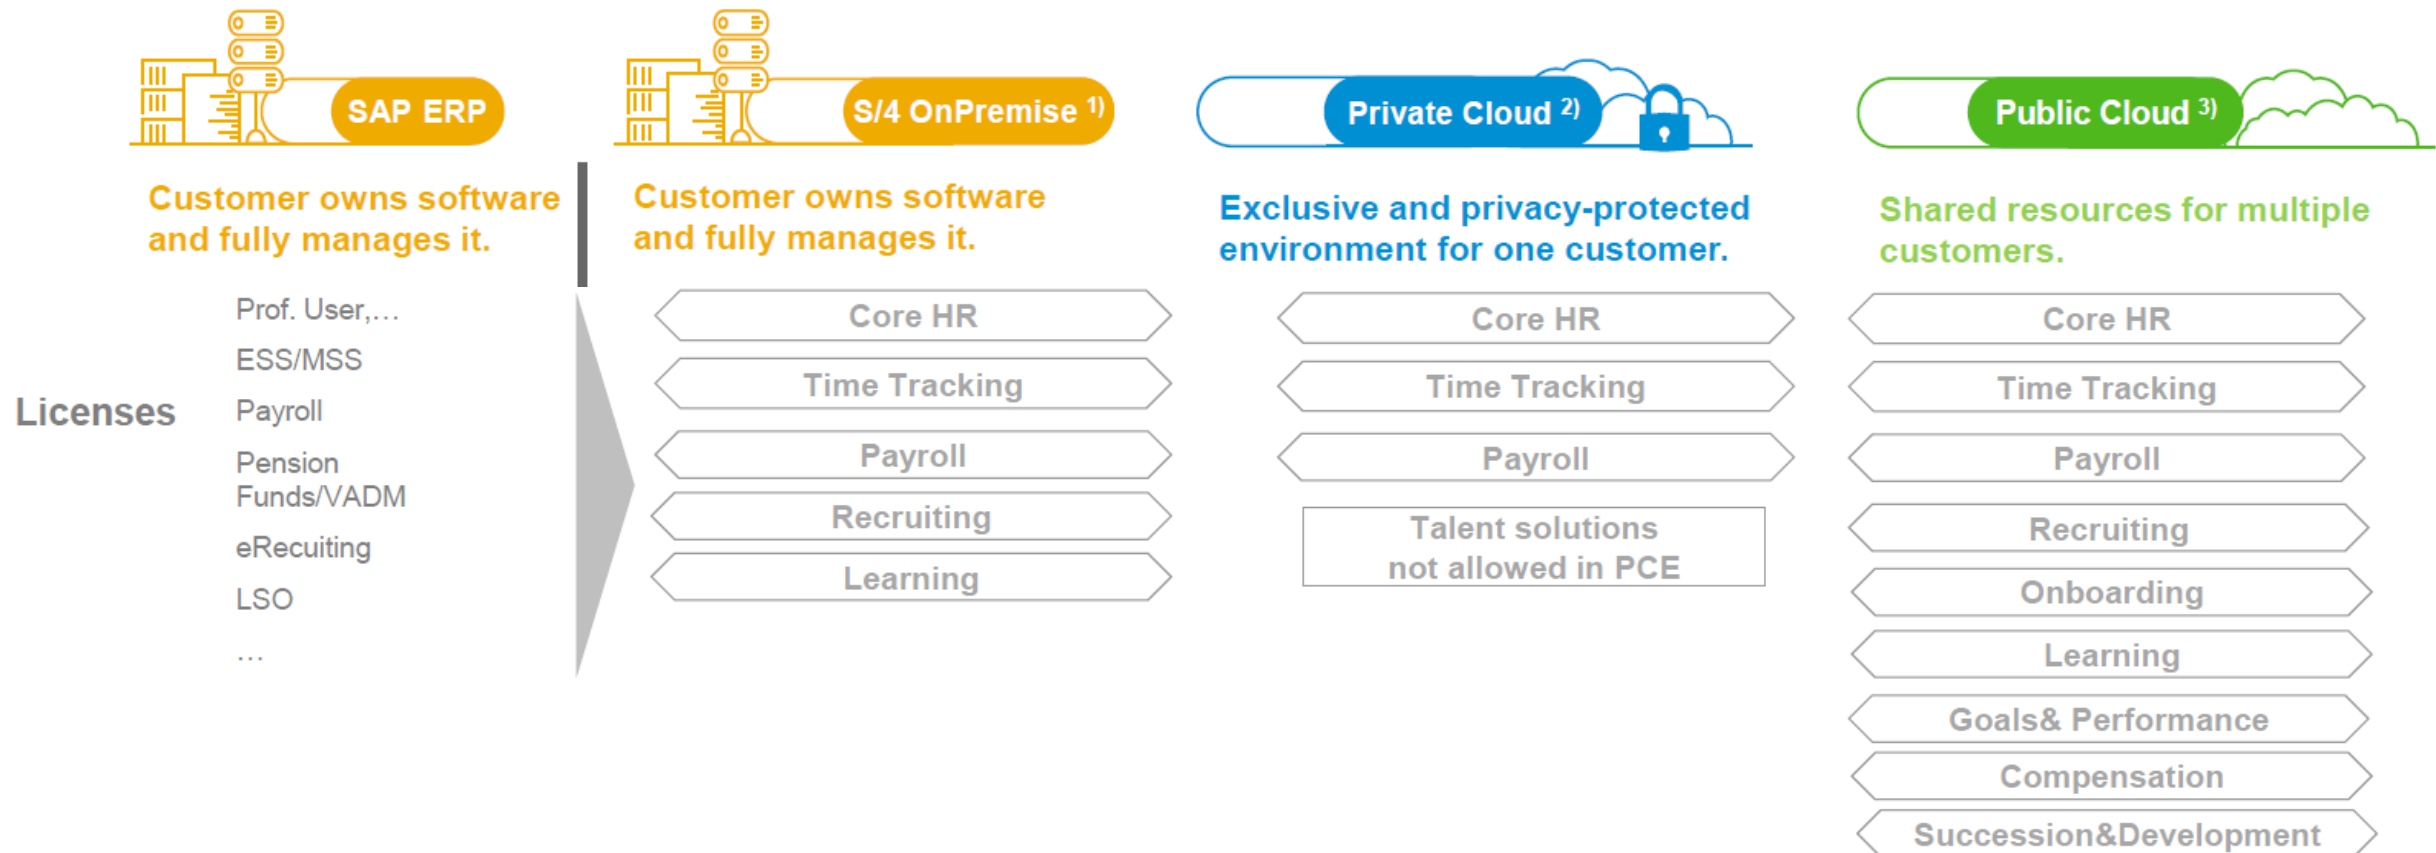 SAP ERP
Customer owns software
and fully manages it.
Licenses
Prof. User,…
ESS/MSS
Payroll
Pension
Funds/VADM
eRecuiting
LSO
…
S/4 OnPremise 1)
Customer owns software
and fully manages it.
Core HR
Time Tracking
Payroll
Recruiting
Learning
Private Cloud 2)
Exclusive and privacy-protected
environment for one customer.
Core HR
Time Tracking
Payroll
Talent solutions
not allowed in PCE
Public Cloud 3)
Shared resources for multiple
customers.
Core HR
Time Tracking
Payroll
Recruiting
Onboarding
Learning
Goals& Performance
Compensation
Succession&Development